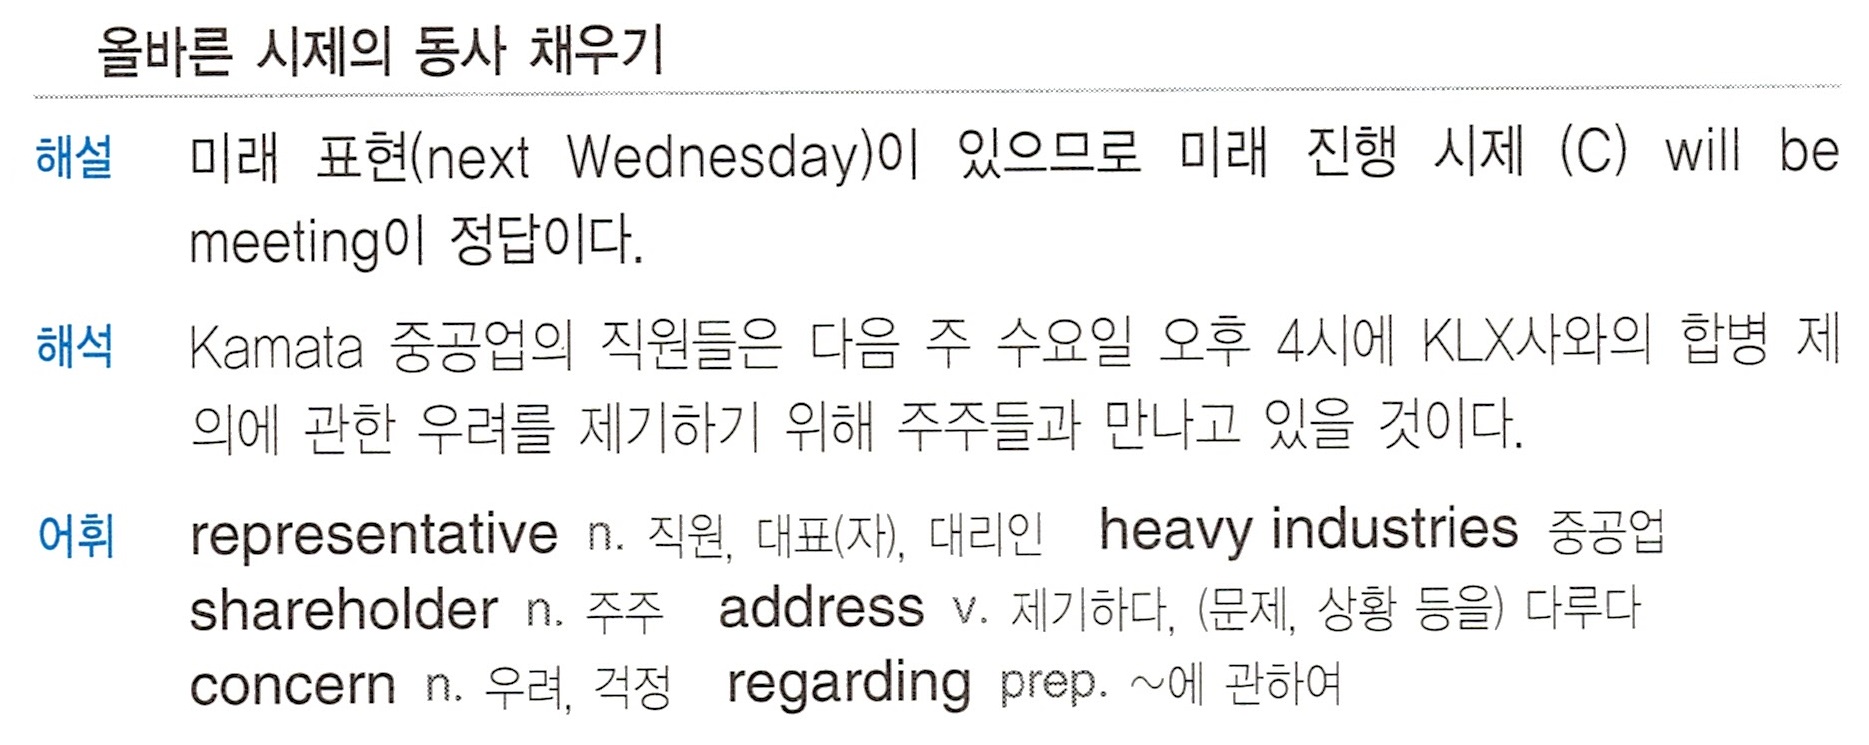 올바른 시제의 동사 채우기
해설 미래 표현(next Wednesday)이 있으므로 미래 진행 시제 (C) will be
meeting이 정답이다.
해석 Kamata 중공업의 직원들은 다음 주 수요일 오후 4시에 KLX사와의 합병 제
의에 관한 우려를 제기하기 위해 주주들과 만나고 있을 것이다.
어휘 representative n. 직원, 대표(자), 대리인 heavy industries 중공업
shareholder n. 주주 address v. 제기하다, (문제, 상황 등을) 다루다
concern n. 우려, 걱정 regarding prep. ~에 관하여